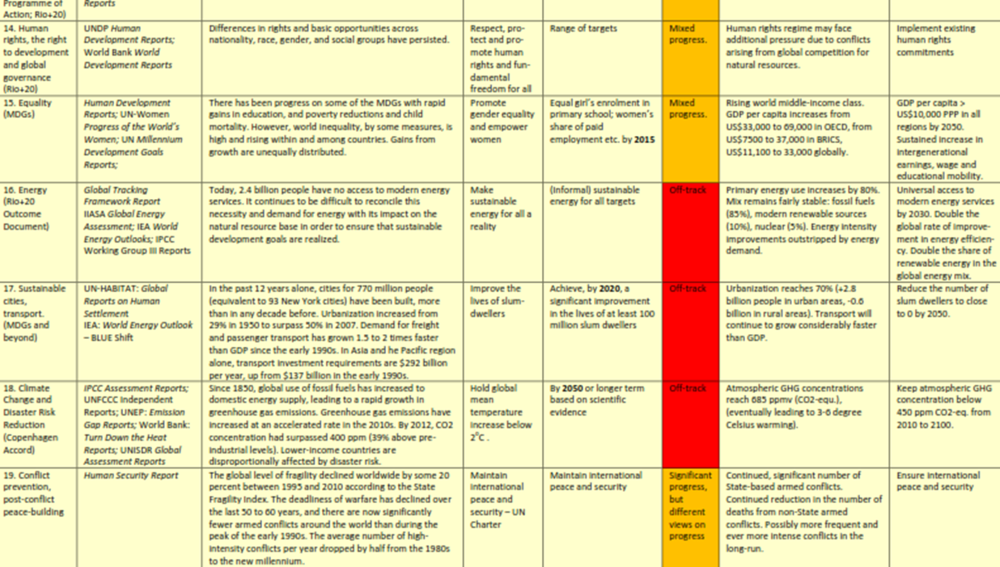 Programme of
Action; Rio+20)
Reports
14. Human
rights, the right
to development
and global
governance
(Rio+20)
UNDP Human
Development Reports;
World Bank World
Development Reports
Differences in rights and basic opportunities across
nationality, race, gender, and social groups have persisted.
Respect, pro-
tect and pro-
mote human
rights and fun-
damental
freedom for all
Range of targets
Mixed
progress.
Human rights regime may face
additional pressure due to conflicts
arising from global competition for
natural resources.
Implement existing
human rights
commitments
15. Equality
(MDGs)
Human Development
Reports; UN-Women
Progress of the World's
Women; UN Millennium
Development Goals
Reports;
There has been progress on some of the MDGs with rapid
gains in education, and poverty reductions and child
mortality. However, world inequality, by some measures, is
high and rising within and among countries. Gains from
growth are unequally distributed.
Promote
gender equality
and empower
women
Equal girl's enrolment in
primary school; women's
share of paid
employment etc. by 2015
Mixed
progress.
Rising world middle-income class.
GDP per capita increases from
US$33,000 to 69,000 in OECD, from
US$7500 to 37,000 in BRICS,
US$11,100 to 33,000 globally.
GDP per capita >
US$10,000 PPP in all
regions by 2050.
Sustained increase in
intergenerational
earnings, wage and
educational mobility.
16. Energy
(Rio+20
Outcome
Document)
Global Tracking
Framework Report
IIASA Global Energy
Assessment; IEA World
Energy Outlooks; IPCC
Working Group III Reports
Today, 2.4 billion people have no access to modern energy
services. It continues to be difficult to reconcile this
necessity and demand for energy with its impact on the
natural resource base in order to ensure that sustainable
development goals are realized.
Make
sustainable
energy for all a
reality
(Informal) sustainable
energy for all targets
Off-track
Primary energy use increases by 80%.
Mix remains fairly stable: fossil fuels
(85%), modern renewable sources
(10%), nuclear (5%). Energy intensity
improvements outstripped by energy
demand.
Universal access to
modern energy services
by 2030. Double the
global rate of improve-
ment in energy efficien-
cy. Double the share of
renewable energy in the
global energy mix.
17. Sustainable
cities,
transport.
(MDGs and
beyond)
UN-HABITAT: Global
Reports on Human
Settlement
IEA: World Energy Outlook
– BLUE Shift
In the past 12 years alone, cities for 770 million people
(equivalent to 93 New York cities) have been built, more
than in any decade before. Urbanization increased from
29% in 1950 to surpass 50% in 2007. Demand for freight
and passenger transport has grown 1.5 to 2 times faster
than GDP since the early 1990s. In Asia and he Pacific region
alone, transport investment requirements are $292 billion
per year, up from $137 billion in the early 1990s.
Improve the
lives of slum-
dwellers
Achieve, by 2020, a
significant improvement
in the lives of at least 100
million slum dwellers
Off-track
Urbanization reaches 70% (+2.8
billion people in urban areas, -0.6
billion in rural areas). Transport will
continue to grow considerably faster
than GDP.
Reduce the number of
slum dwellers to close
to 0 by 2050.
18. Climate
Change and
Disaster Risk
Reduction
(Copenhagen
Accord)
IPCC Assessment Reports;
UNFCCC Independent
Reports; UNEP: Emission
Gap Reports; World Bank:
Turn Down the Heat
Reports; UNISDR Global
Assessment Reports
Since 1850, global use of fossil fuels has increased to
domestic energy supply, leading to a rapid growth in
greenhouse gas emissions. Greenhouse gas emissions have
increased at an accelerated rate in the 2010s. By 2012, CO2
concentration had surpassed 400 ppm (39% above pre-
industrial levels). Lower-income countries are
disproportionally affected by disaster risk.
Hold global
mean
temperature
increase below
2°C .
By 2050 or longer term
based on scientific
evidence
Off-track
Atmospheric GHG concentrations
reach 685 ppmv (CO2-equ.),
(eventually leading to 3-6 degree
Celsius warming).
Keep atmospheric GHG
concentration below
450 ppm CO2-eq. from
2010 to 2100.
19. Conflict
prevention,
post-conflict
peace-building
Human Security Report
The global level of fragility declined worldwide by some 20
percent between 1995 and 2010 according to the State
Fragility Index. The deadliness of warfare has declined over
the last 50 to 60 years, and there are now significantly
fewer armed conflicts around the world than during the
peak of the early 1990s. The average number of high-
intensity conflicts per year dropped by half from the 1980s
to the new millennium.
Maintain
international
peace and
security – UN
Charter
Maintain international
peace and security
Significant
progress,
but
different
views on
progress
Continued, significant number of
State-based armed conflicts.
Continued reduction in the number of
deaths from non-State armed
conflicts. Possibly more frequent and
ever more intense conflicts in the
long-run.
Ensure international
peace and security